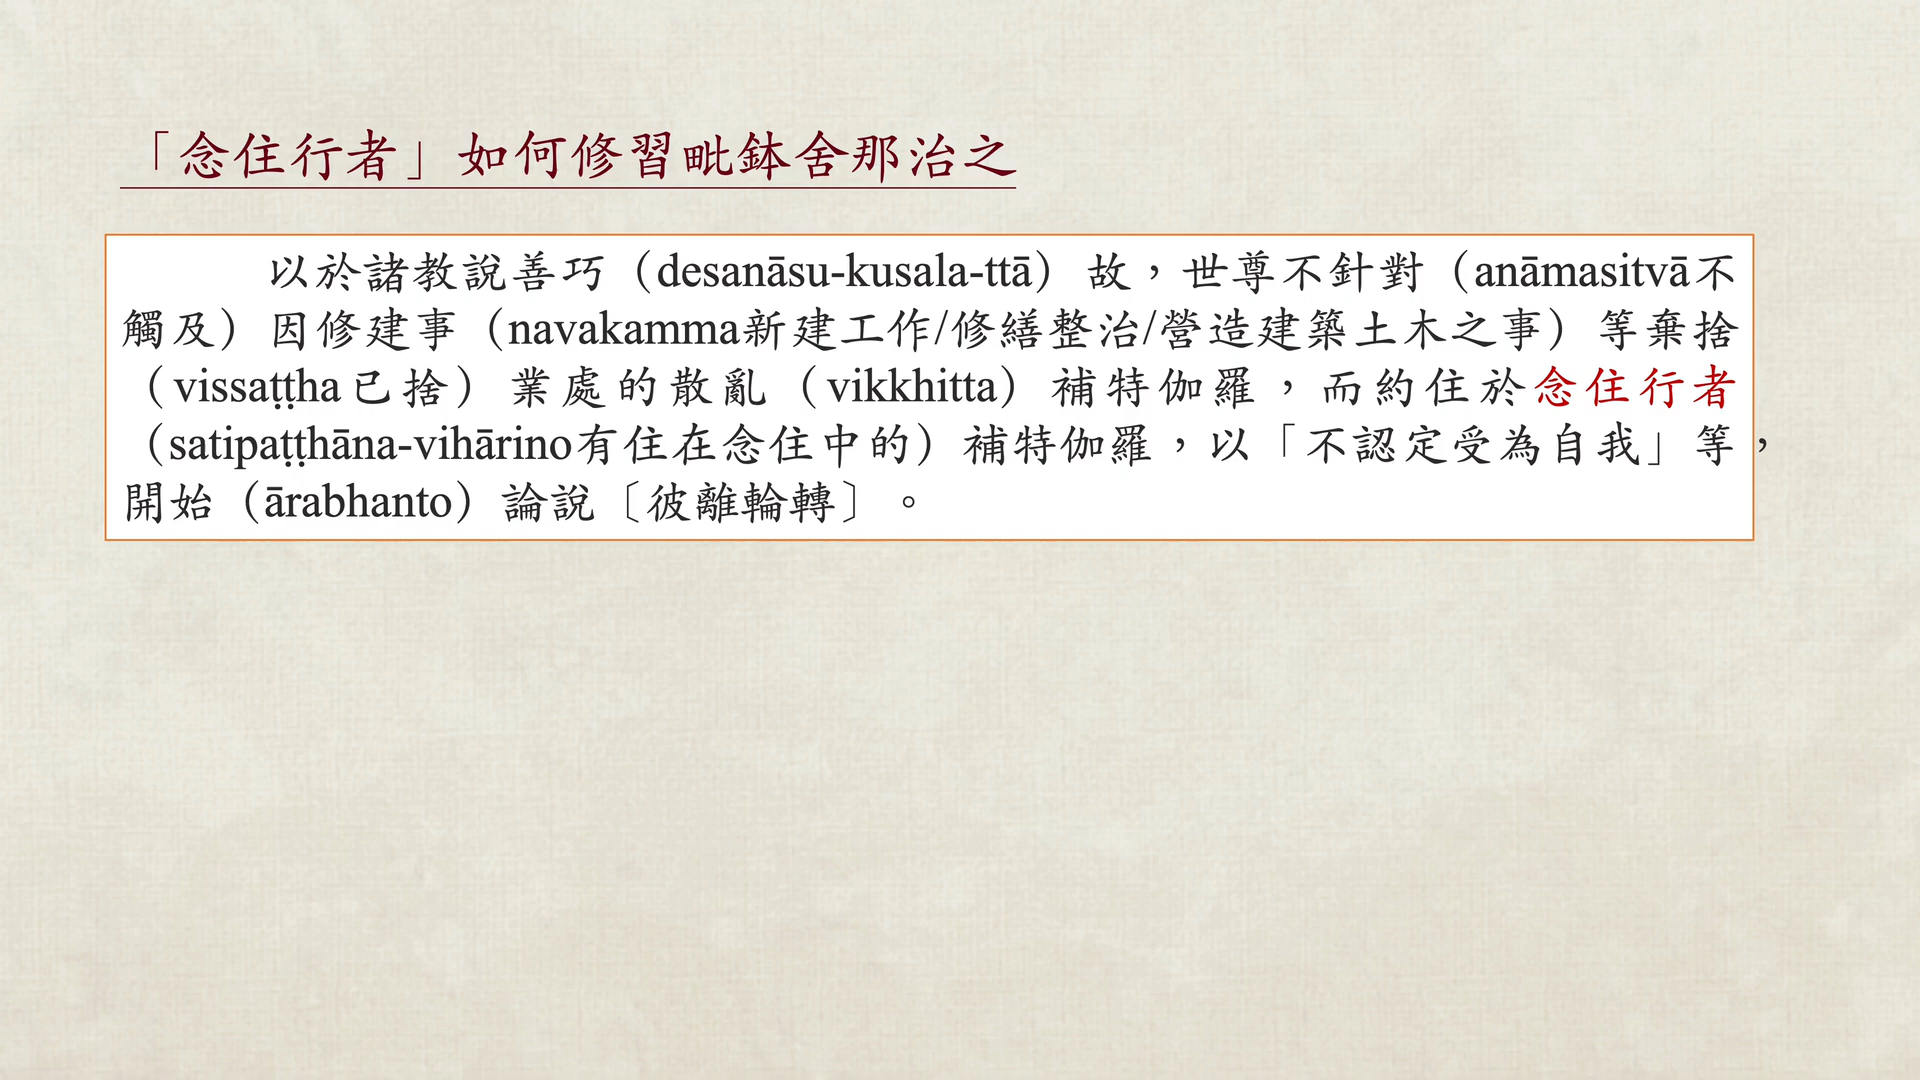 「念住行者」如何修習毗鉢舍那治之
以於諸教說善巧（desanāsu-kusala-ttā）故，世尊不針對（anāmasitvā不
觸及）因修建事（navakamma新建工作/修繕整治/營造建築土木之事）等棄捨
（vissaṭṭha已捨）業處的散亂（vikkhitta）補特伽羅，而約住於念住行者
（satipaṭṭhāna-vihārino有住在念住中的）補特伽羅，以「不認定受為自我」等，
開始（ārabhanto）論說〔彼離輪轉〕。